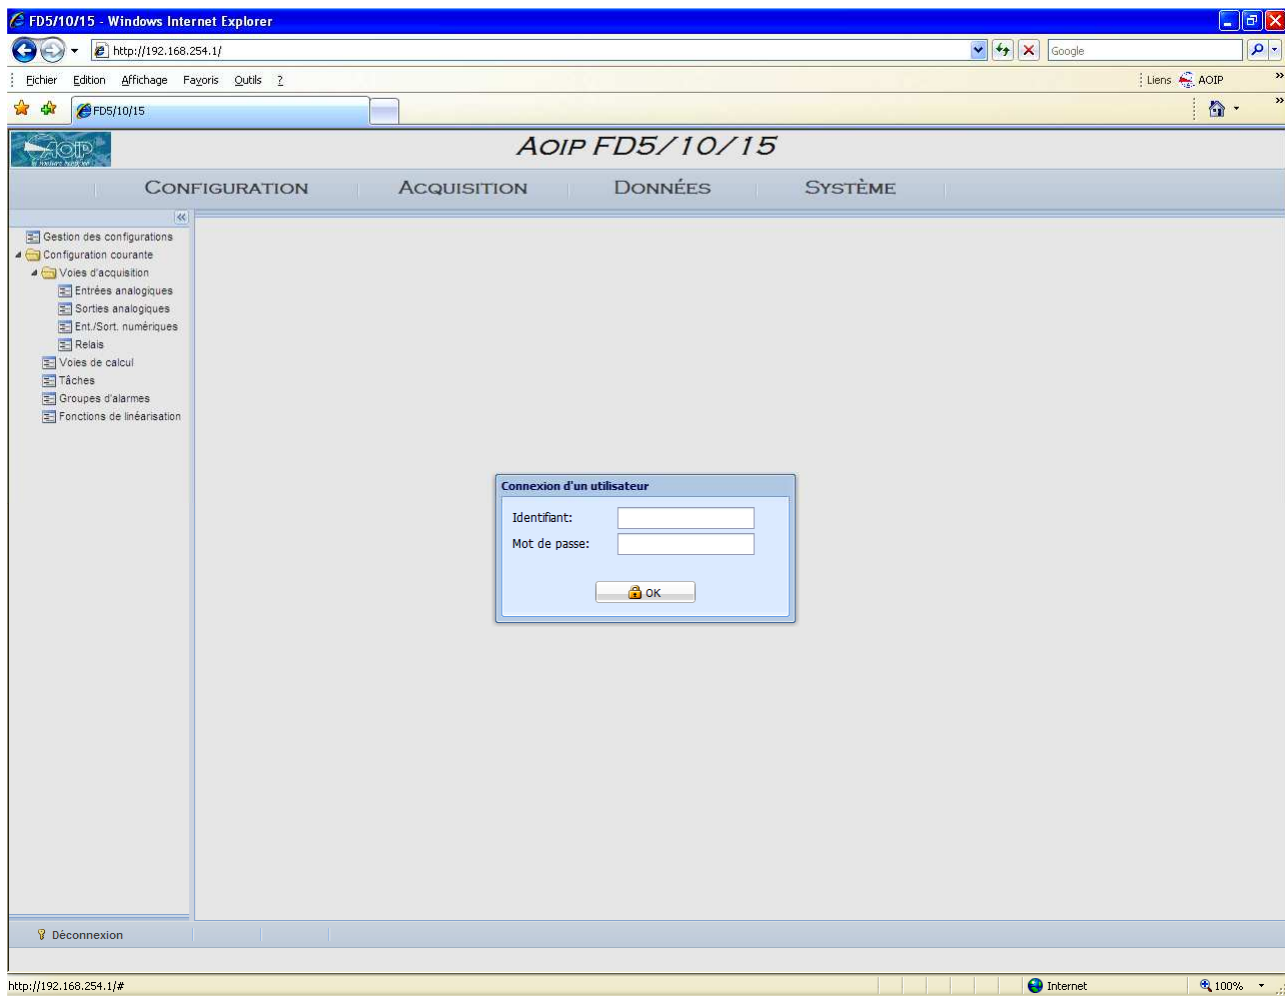 FD5/10/15 - Windows Internet Explorer
http://192.168.254.1/
Google
Fichier Edition Affichage Favoris Outils ?
Liens AOIP »
FD5/10/15
»
AOIP
AOIP FD5/10/15
CONFIGURATION ACQUISITION DONNÉES SYSTÈME
Gestion des configurations
Configuration courante
Voies d'acquisition
Entrées analogiques
Sorties analogiques
Ent./Sort. numériques
Relais
Voies de calcul
Tâches
Groupes d'alarmes
Fonctions de linéarisation
Connexion d'un utilisateur
Identifiant:
Mot de passe:
OK
Déconnexion
http://192.168.254.1/#
Internet
100%